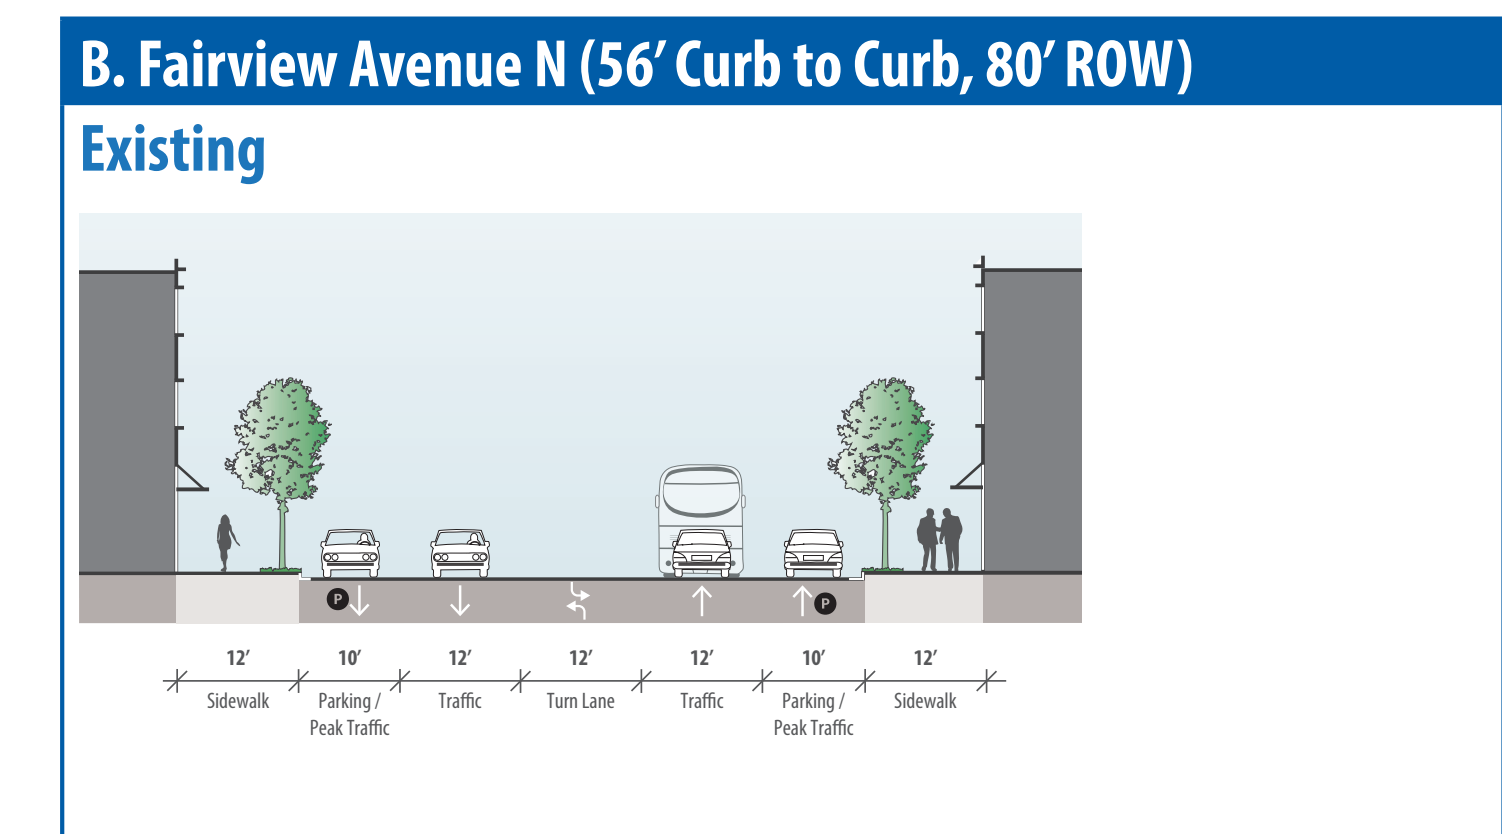 B. Fairview Avenue N (56’ Curb to Curb, 80’ ROW)
Existing
P
P
12’ 10’ 12’ 12’ 12’ 10’ 12’
Sidewalk Parking / Traffic Turn Lane Traffic Parking / Sidewalk
Peak Traffic Peak Traffic